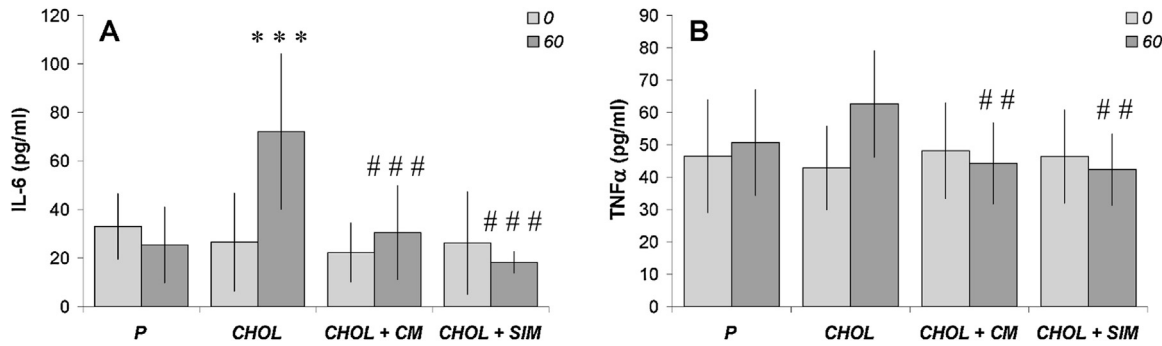 A
IL-6 (pg/ml)
120
100
80
60
40
20
0
0
60
* * *
# # #
# # #
P CHOL CHOL + CM CHOL + SIM
B
TNFα (pg/ml)
90
80
70
60
50
40
30
20
10
0
0
60
# #
# #
P CHOL CHOL + CM CHOL + SIM